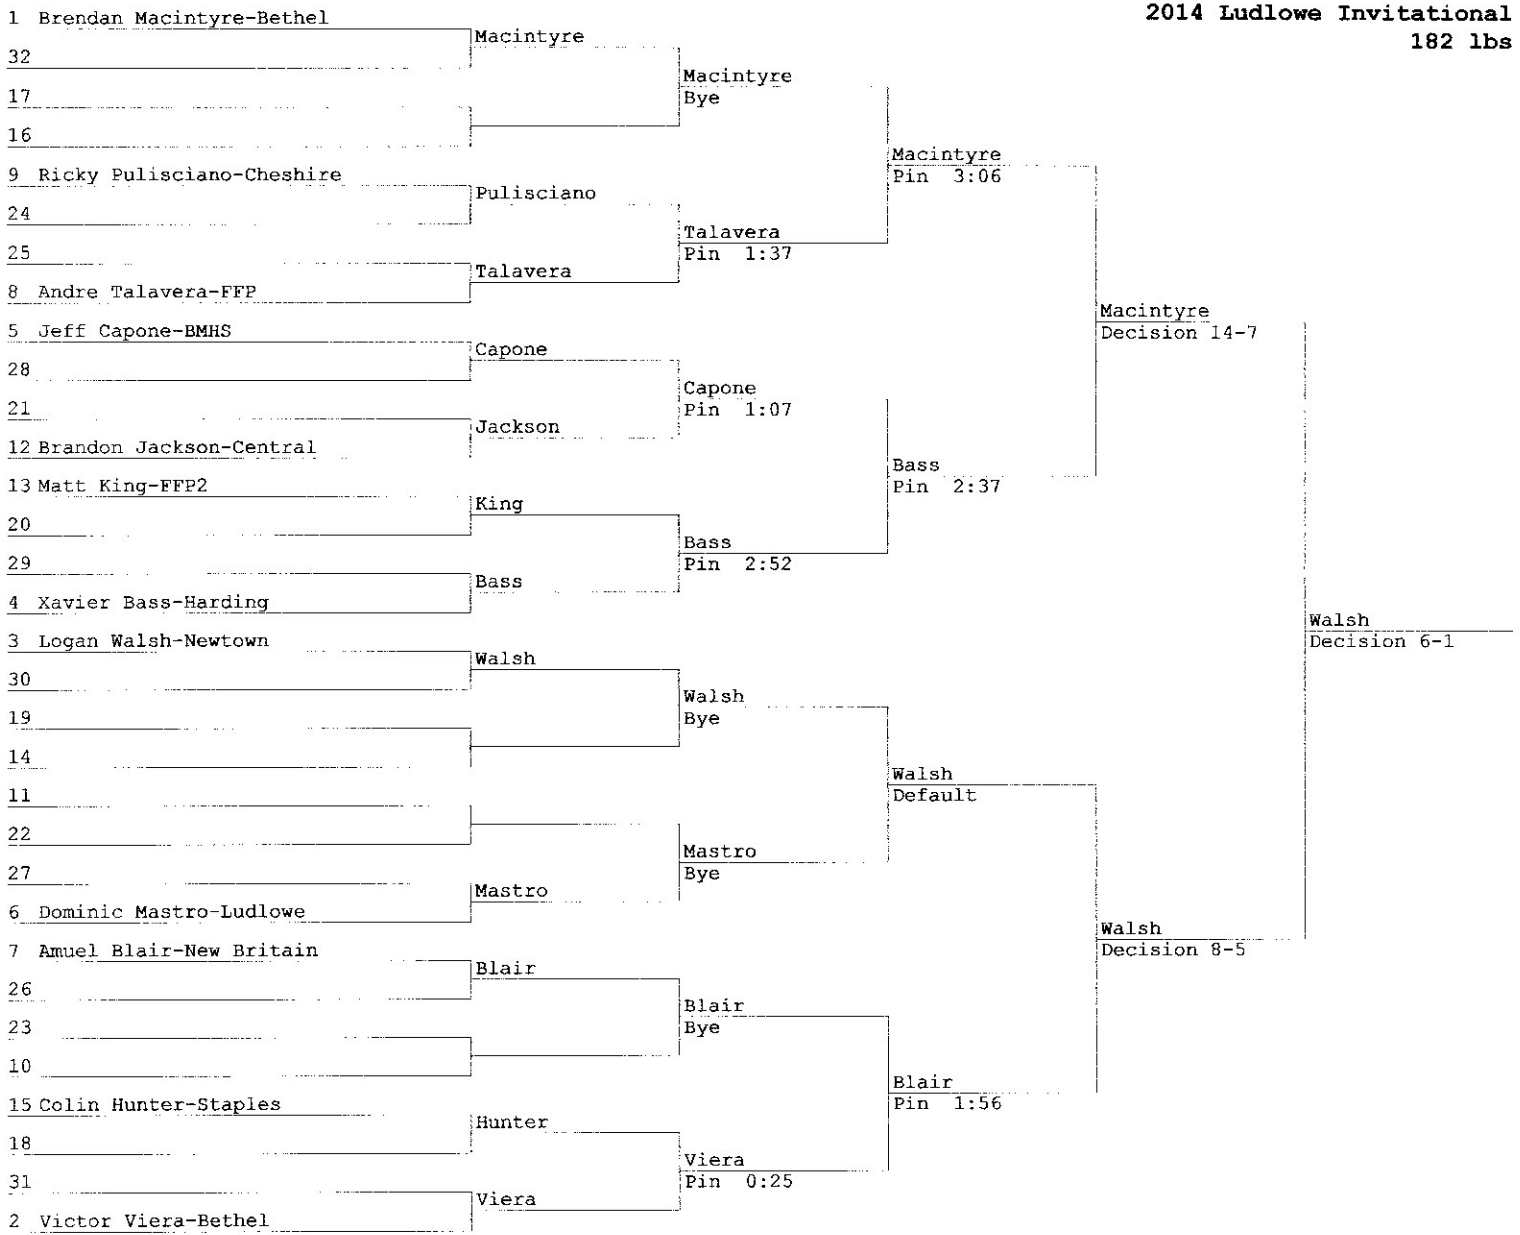 2014 Ludlowe Invitational
182 lbs
1 Brendan Macintyre-Bethel
32
17
16
9 Ricky Pulisciano-Cheshire
24
25
8 Andre Talavera-FFP
5 Jeff Capone-BMHS
28
21
12 Brandon Jackson-Central
13 Matt King-FFP2
20
29
4 Xavier Bass-Harding
3 Logan Walsh-Newtown
30
19
14
11
22
27
6 Dominic Mastro-Ludlowe
7 Amuel Blair-New Britain
26
23
10
15 Colin Hunter-Staples
18
31
2 Victor Viera-Bethel
Macintyre
Pulisciano
Talavera
Capone
Jackson
King
Bass
Walsh
Mastro
Blair
Hunter
Viera
Macintyre
Bye
Talavera
Pin 1:37
Capone
Pin 1:07
Bass
Pin 2:52
Walsh
Bye
Mastro
Bye
Blair
Bye
Viera
Pin 0:25
Macintyre
Pin 3:06
Bass
Pin 2:37
Walsh
Default
Blair
Pin 1:56
Macintyre
Decision 14-7
Walsh
Decision 8-5
Walsh
Decision 6-1